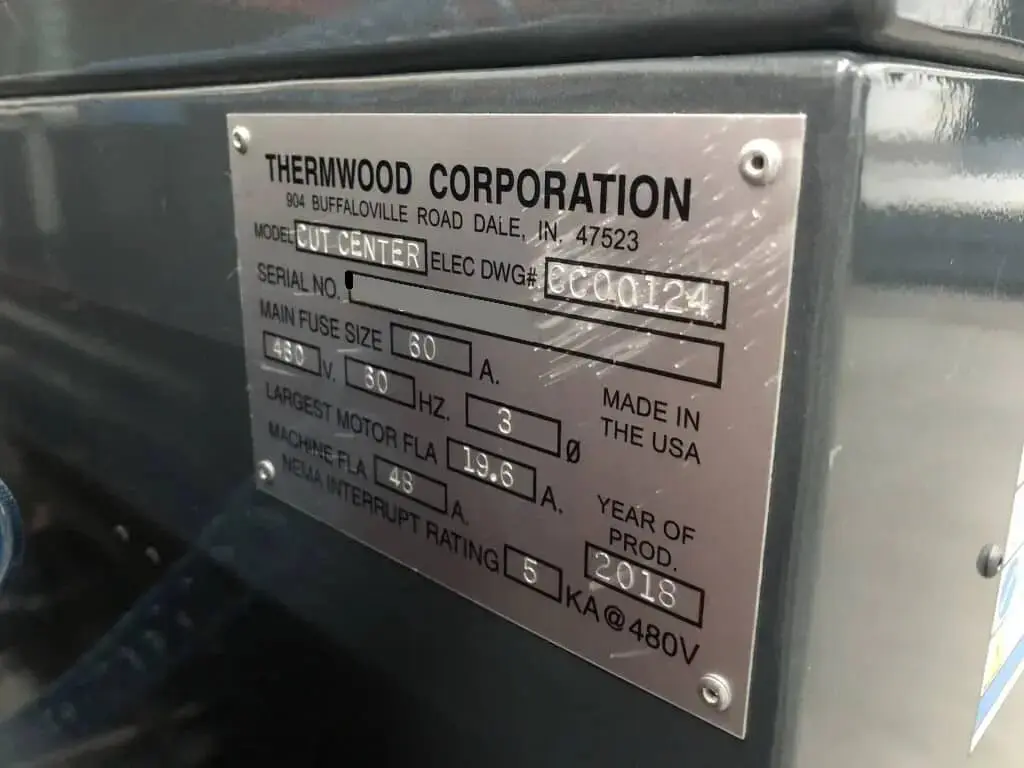 THERMWOOD CORPORATION
904 BUFFALOVILLE ROAD DALE, IN, 47523
MODEL CUT CENTER ELEC DWG# CC00124
SERIAL NO.
MAIN FUSE SIZE 60 A.
480 V. 60 HZ. 3 Ø
MADE IN
THE USA
LARGEST MOTOR FLA 19.6 A.
MACHINE FLA 48 A.
YEAR OF
PROD.
2018
NEMA INTERRUPT RATING 5 KA@480V